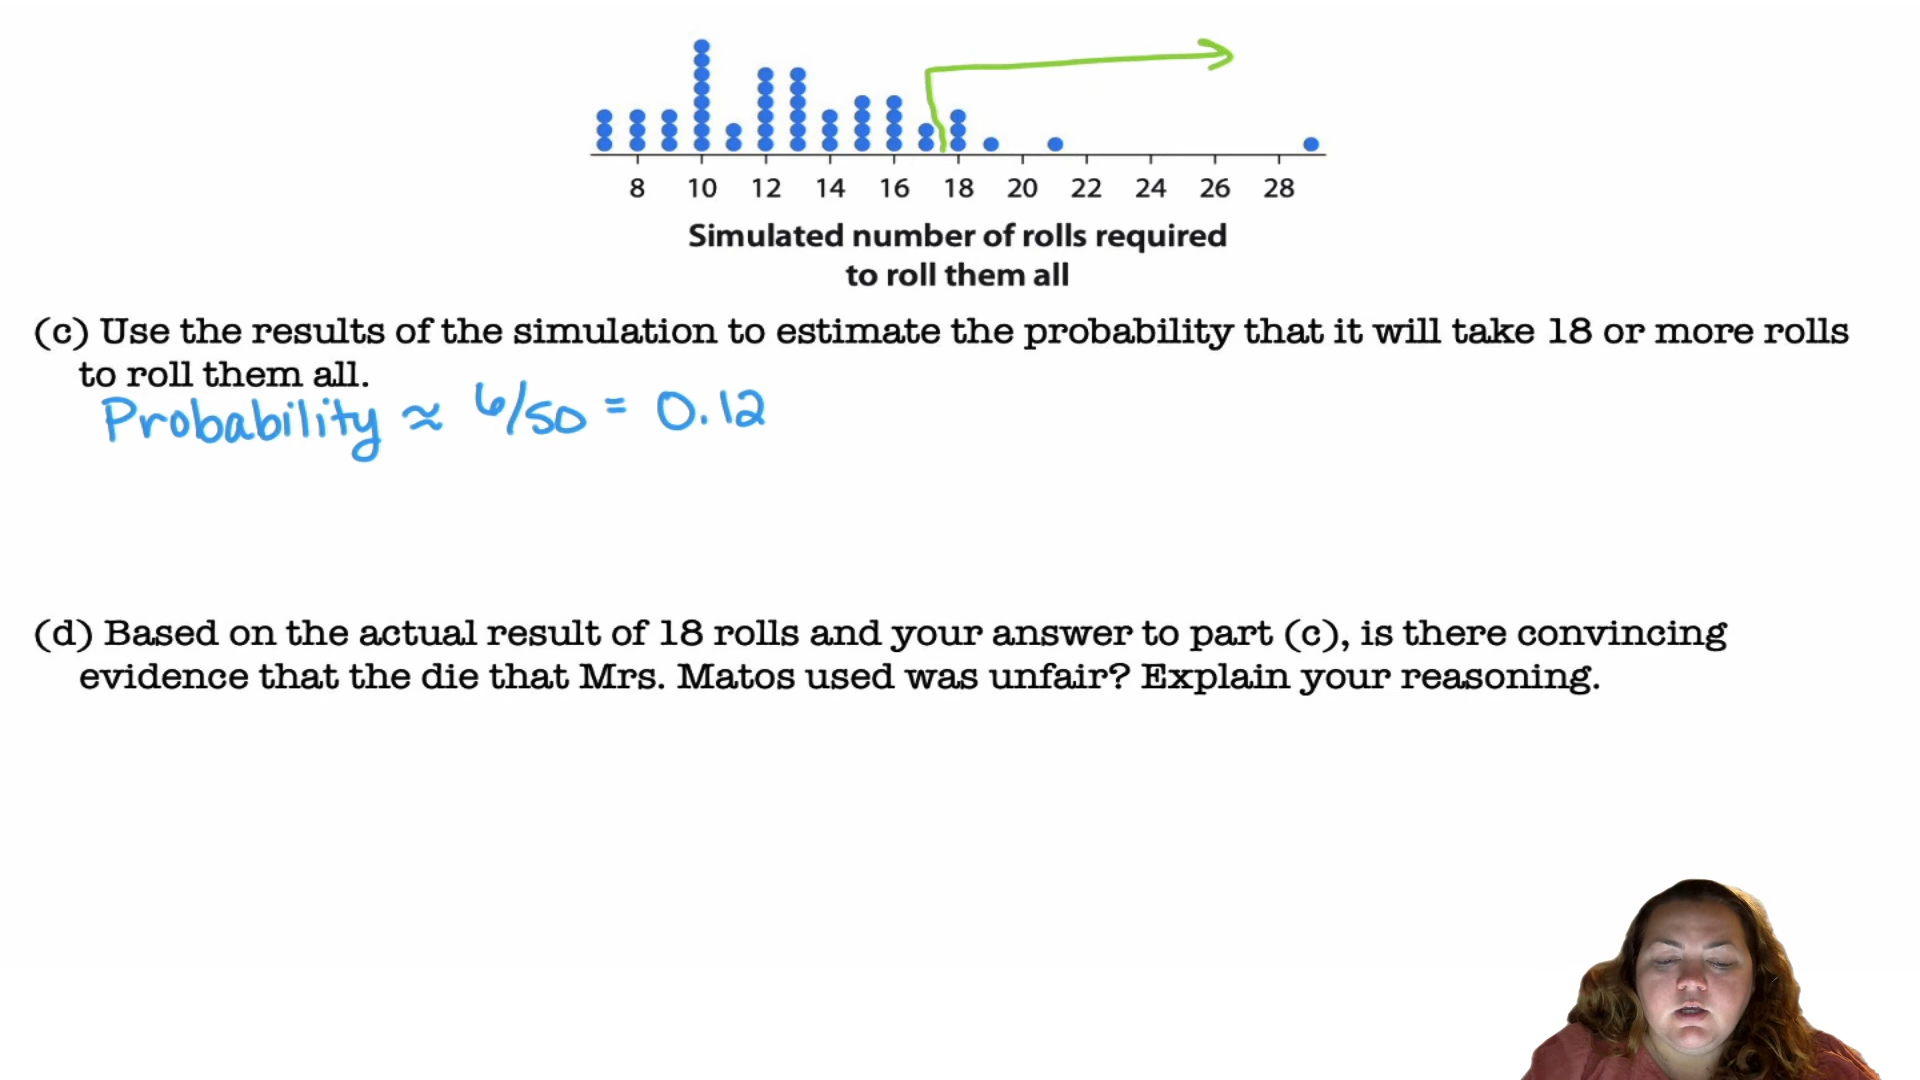 8 10 12 14 16 18 20 22 24 26 28
Simulated number of rolls required
to roll them all
(c) Use the results of the simulation to estimate the probability that it will take 18 or more rolls
to roll them all.
Probability ≈ 6/50 = 0.12
(d) Based on the actual result of 18 rolls and your answer to part (c), is there convincing
evidence that the die that Mrs. Matos used was unfair? Explain your reasoning.